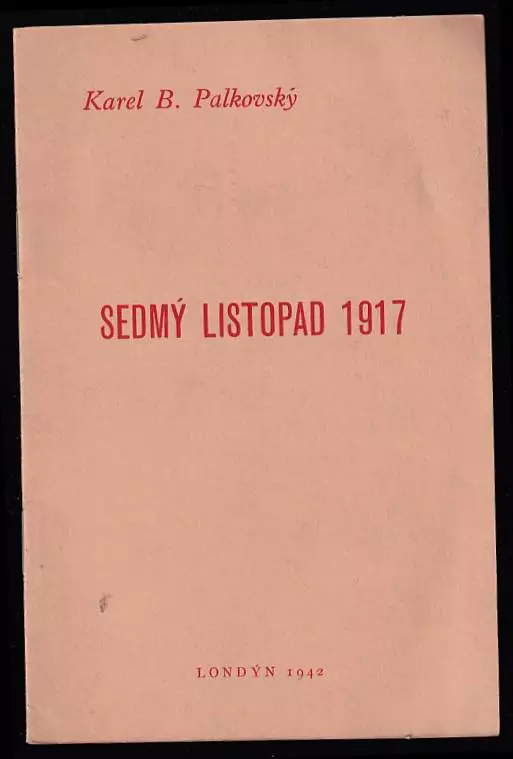 Karel B. Palkovský
SEDMÝ LISTOPAD 1917
LONDÝN 1942